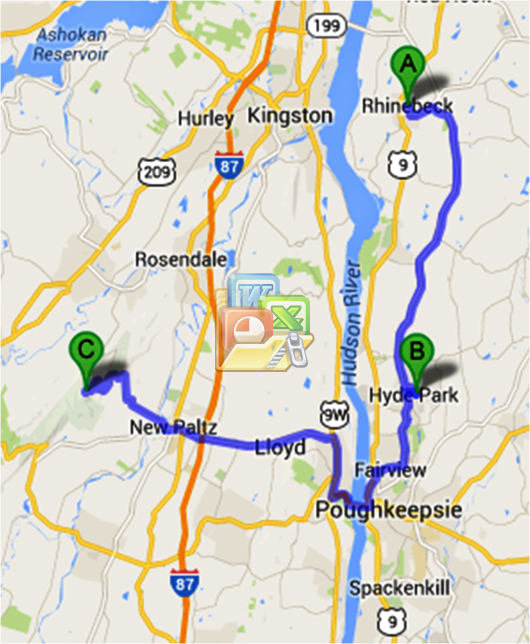 Ashokan
Reservoir
199
A
Rhinebeck
Hurley
Kingston
87
209
9
Rosendale
W
X
Hudson River
C
B
Hyde Park
9W
New Paltz
Lloyd
Fairview
Poughkeepsie
87
Spackenkill
9